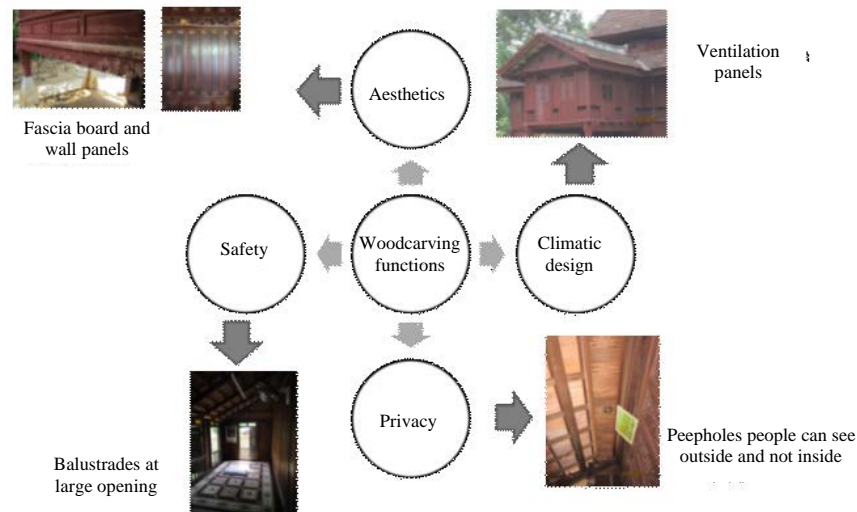 Aesthetics
Ventilation
panels
Fascia board and
wall panels
Safety
Woodcarving
functions
Climatic
design
Privacy
Balustrades at
large opening
Peepholes people can see
outside and not inside